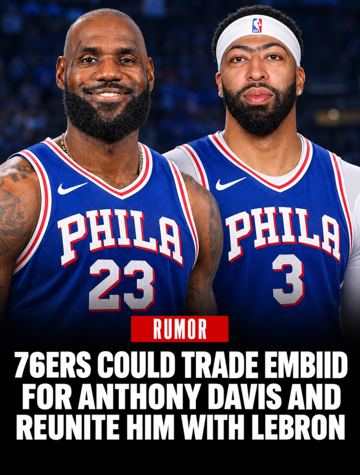 PHILA
23
PHILA
3
RUMOR
76ERS COULD TRADE EMBIID
FOR ANTHONY DAVIS AND
REUNITE HIM WITH LEBRON